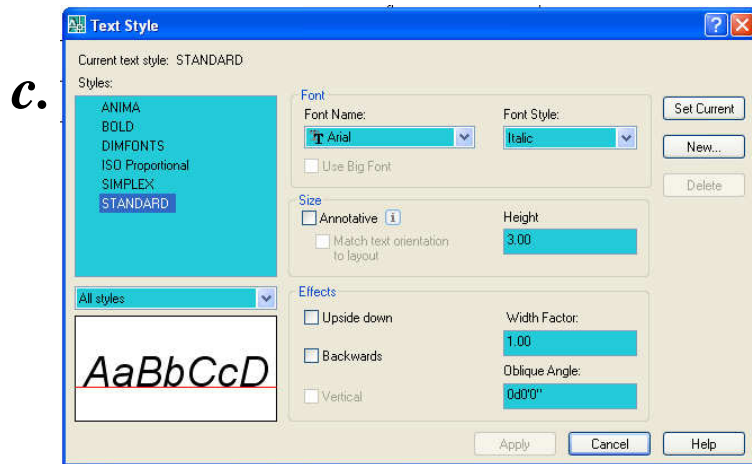 Text Style
Current text style: STANDARD
c.
Styles:
ANIMA
BOLD
DIMFONTS
ISO Proportional
SIMPLEX
STANDARD
All styles
AaBbCcD
Font
Font Name:
Font Style:
Arial
Italic
Use Big Font
Size
Annotative
Height
Match text orientation
to layout
3.00
Effects
Upside down
Width Factor:
1.00
Backwards
Oblique Angle:
0d0'0"
Vertical
Set Current
New...
Delete
Apply
Cancel
Help